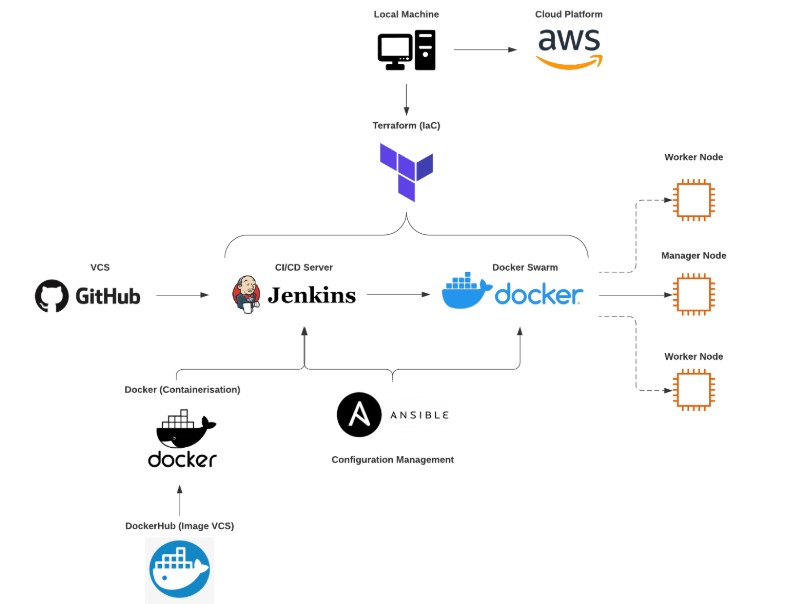 Local Machine
Cloud Platform
aws
Terraform (IaC)
Worker Node
VCS
GitHub
CI/CD Server
Jenkins
Docker Swarm
docker
Manager Node
Worker Node
Docker (Containerisation)
docker
A
ANSIBLE
Configuration Management
DockerHub (Image VCS)